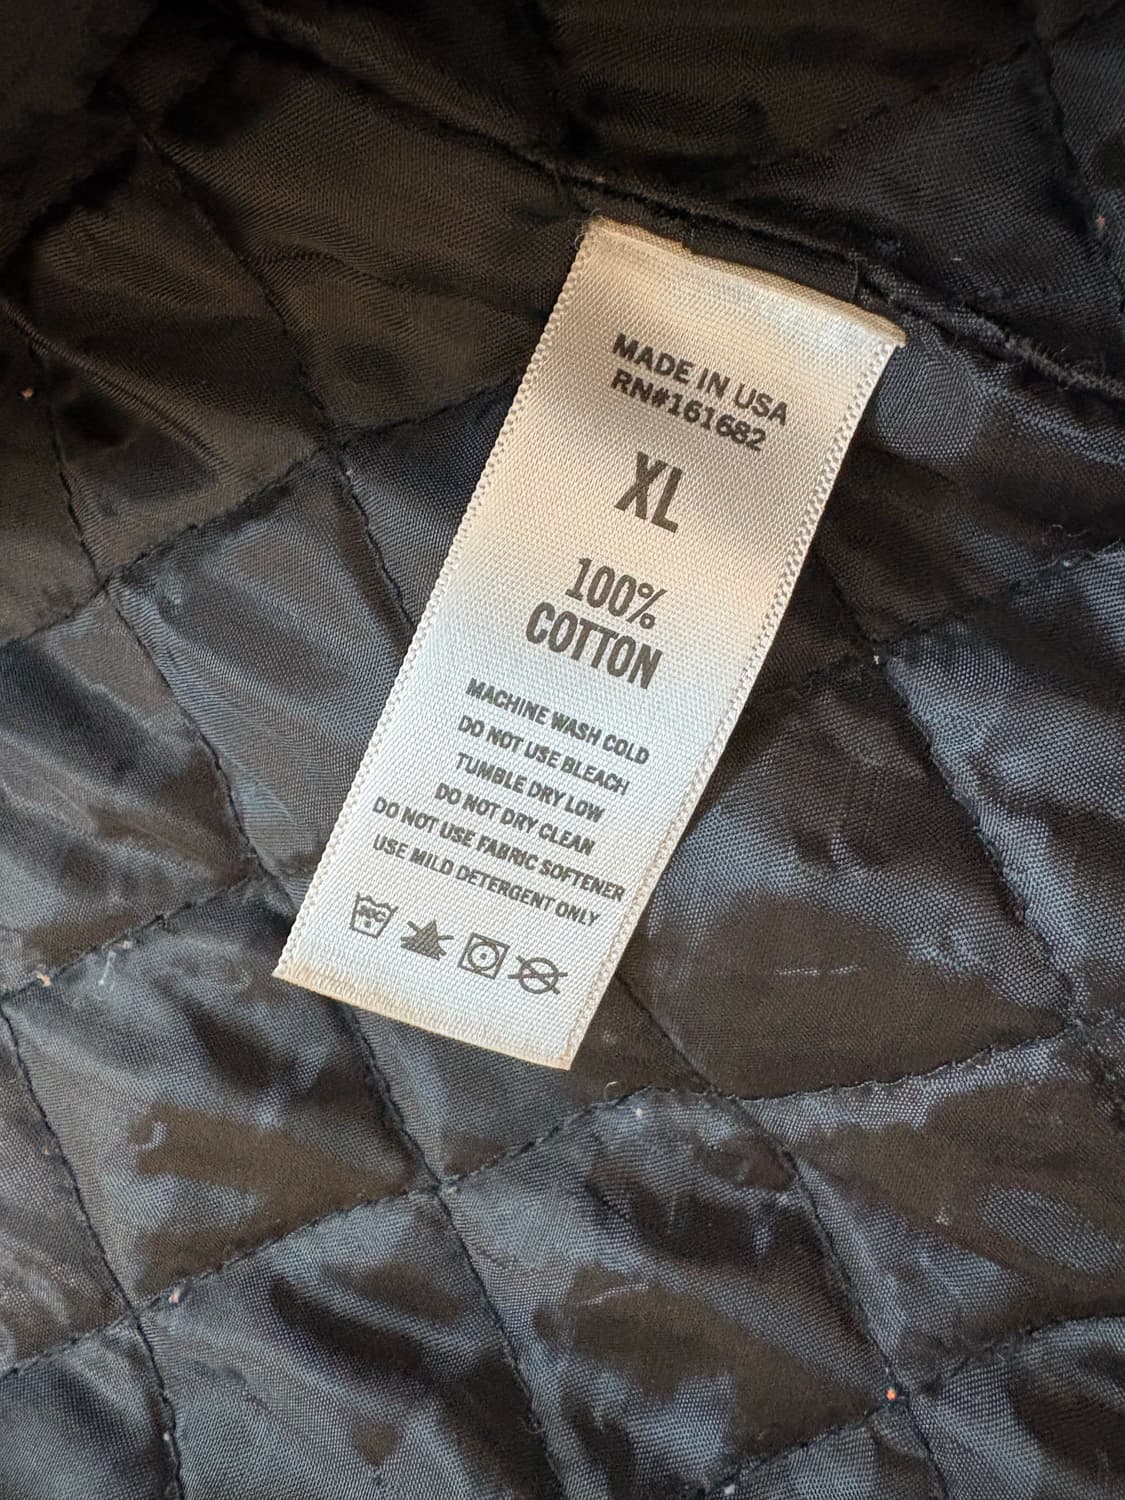 MADE IN USA
RN#161682
XL
100%
COTTON
MACHINE WASH COLD
DO NOT USE BLEACH
TUMBLE DRY LOW
DO NOT DRY CLEAN
DO NOT USE FABRIC SOFTENER
USE MILD DETERGENT ONLY